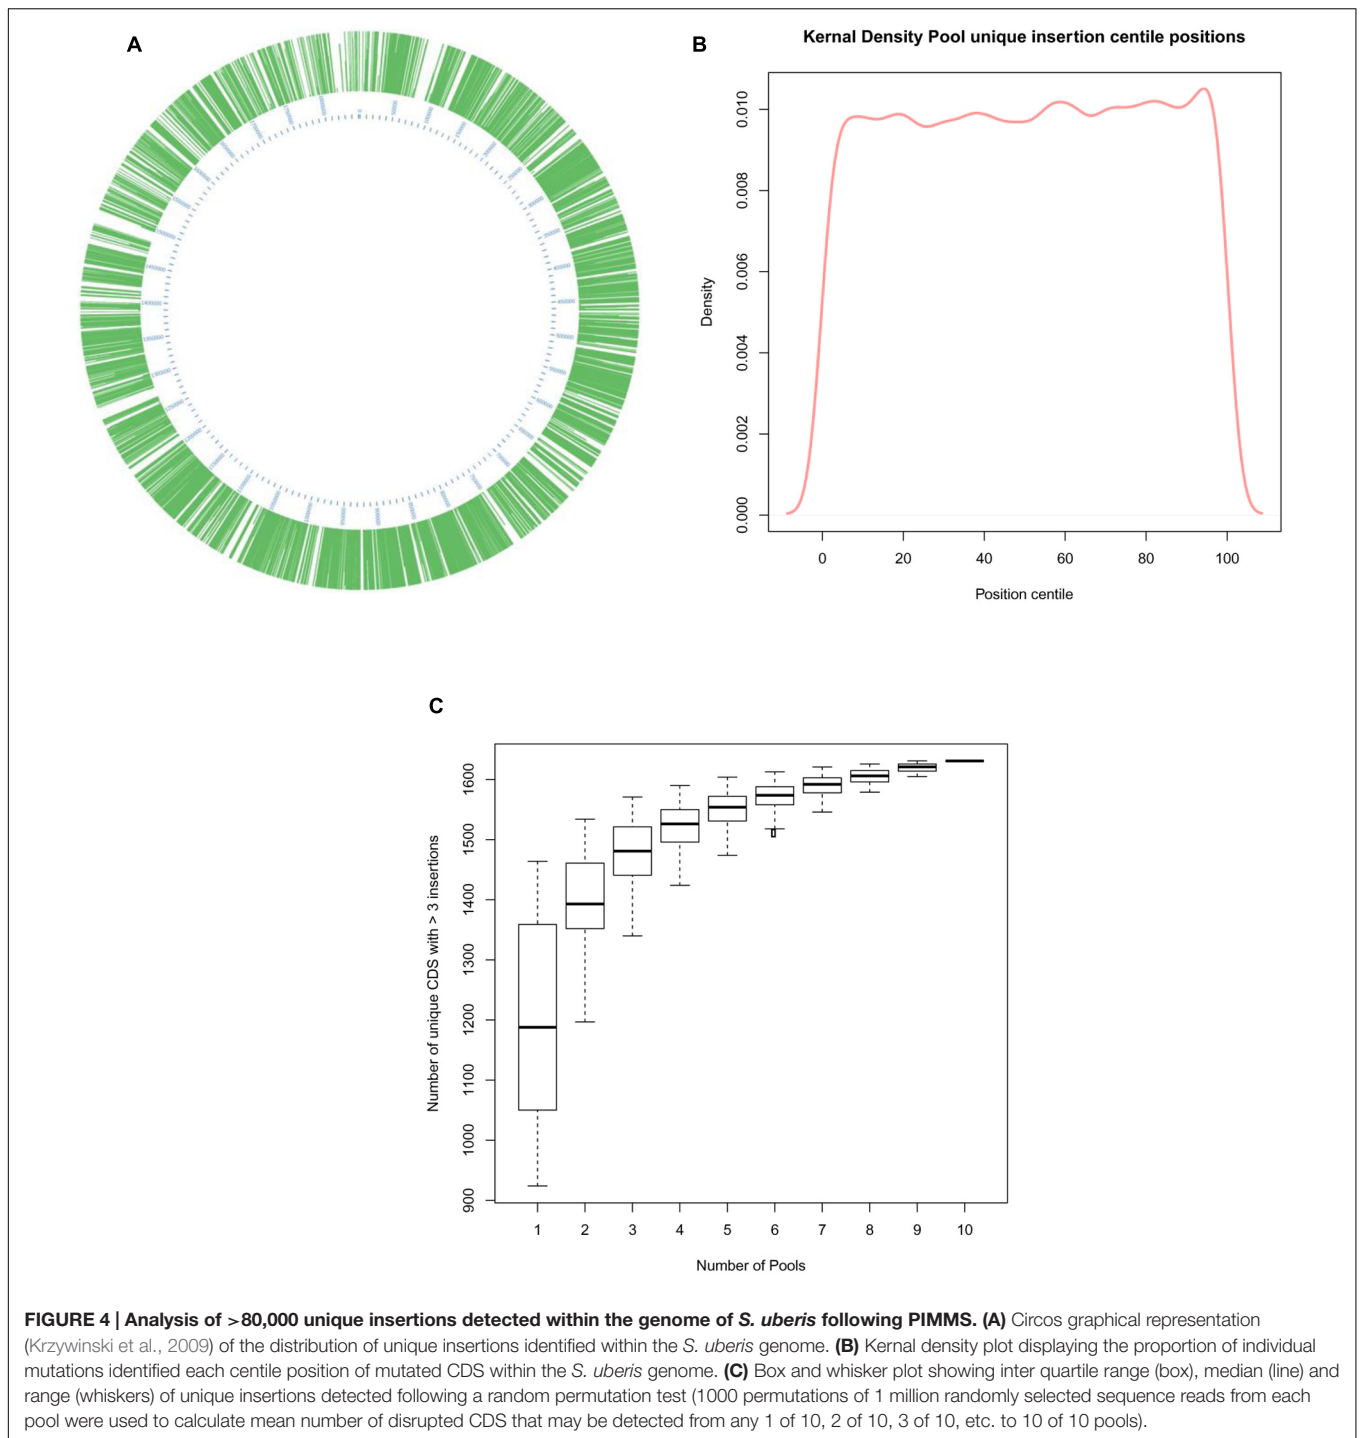 A
B
Kernal Density Pool unique insertion centile positions
Density
0.000
0.002
0.004
0.006
0.008
0.010
0
20
40
60
80
100
Position centile
C
Number of unique CDS with > 3 insertions
900
1000
1100
1200
1300
1400
1500
1600
1
2
3
4
5
6
7
8
9
10
Number of Pools
FIGURE 4 | Analysis of >80,000 unique insertions detected within the genome of S. uberis following PIMMS. (A) Circos graphical representation
(Krzywinski et al., 2009) of the distribution of unique insertions identified within the S. uberis genome. (B) Kernel density plot displaying the proportion of individual
mutations identified each centile position of mutated CDS within the S. uberis genome. (C) Box and whisker plot showing inter quartile range (box), median (line) and
range (whiskers) of unique insertions detected following a random permutation test (1000 permutations of 1 million randomly selected sequence reads from each
pool were used to calculate mean number of disrupted CDS that may be detected from any 1 of 10, 2 of 10, 3 of 10, etc. to 10 of 10 pools).